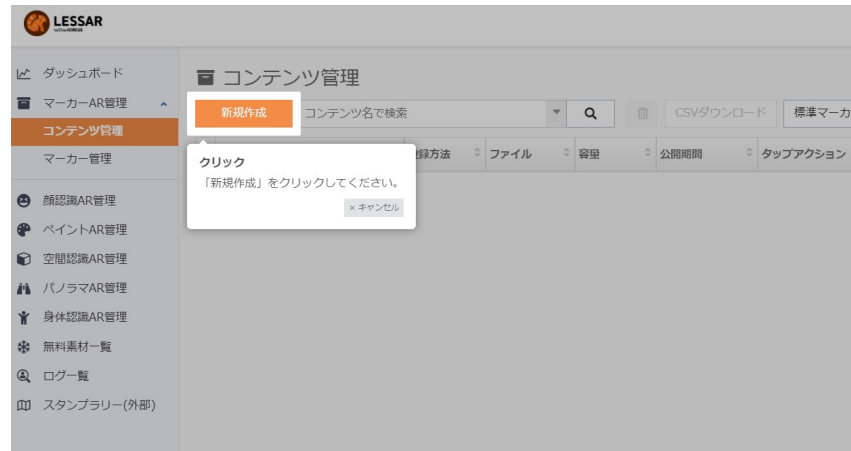 LESSAR
ダッシュボード
マーカーAR管理
コンテンツ管理
マーカー管理
顔認識AR管理
ペイントAR管理
空間認識AR管理
パノラマAR管理
身体認識AR管理
無料素材一覧
ログ一覧
スタンプラリー(外部)
コンテンツ管理
新規作成 コンテンツ名で検索 CSVダウンロード 標準マーカ
登録方法 ファイル 容量 公開期間 タップアクション
クリック
「新規作成」をクリックしてください。
× キャンセル